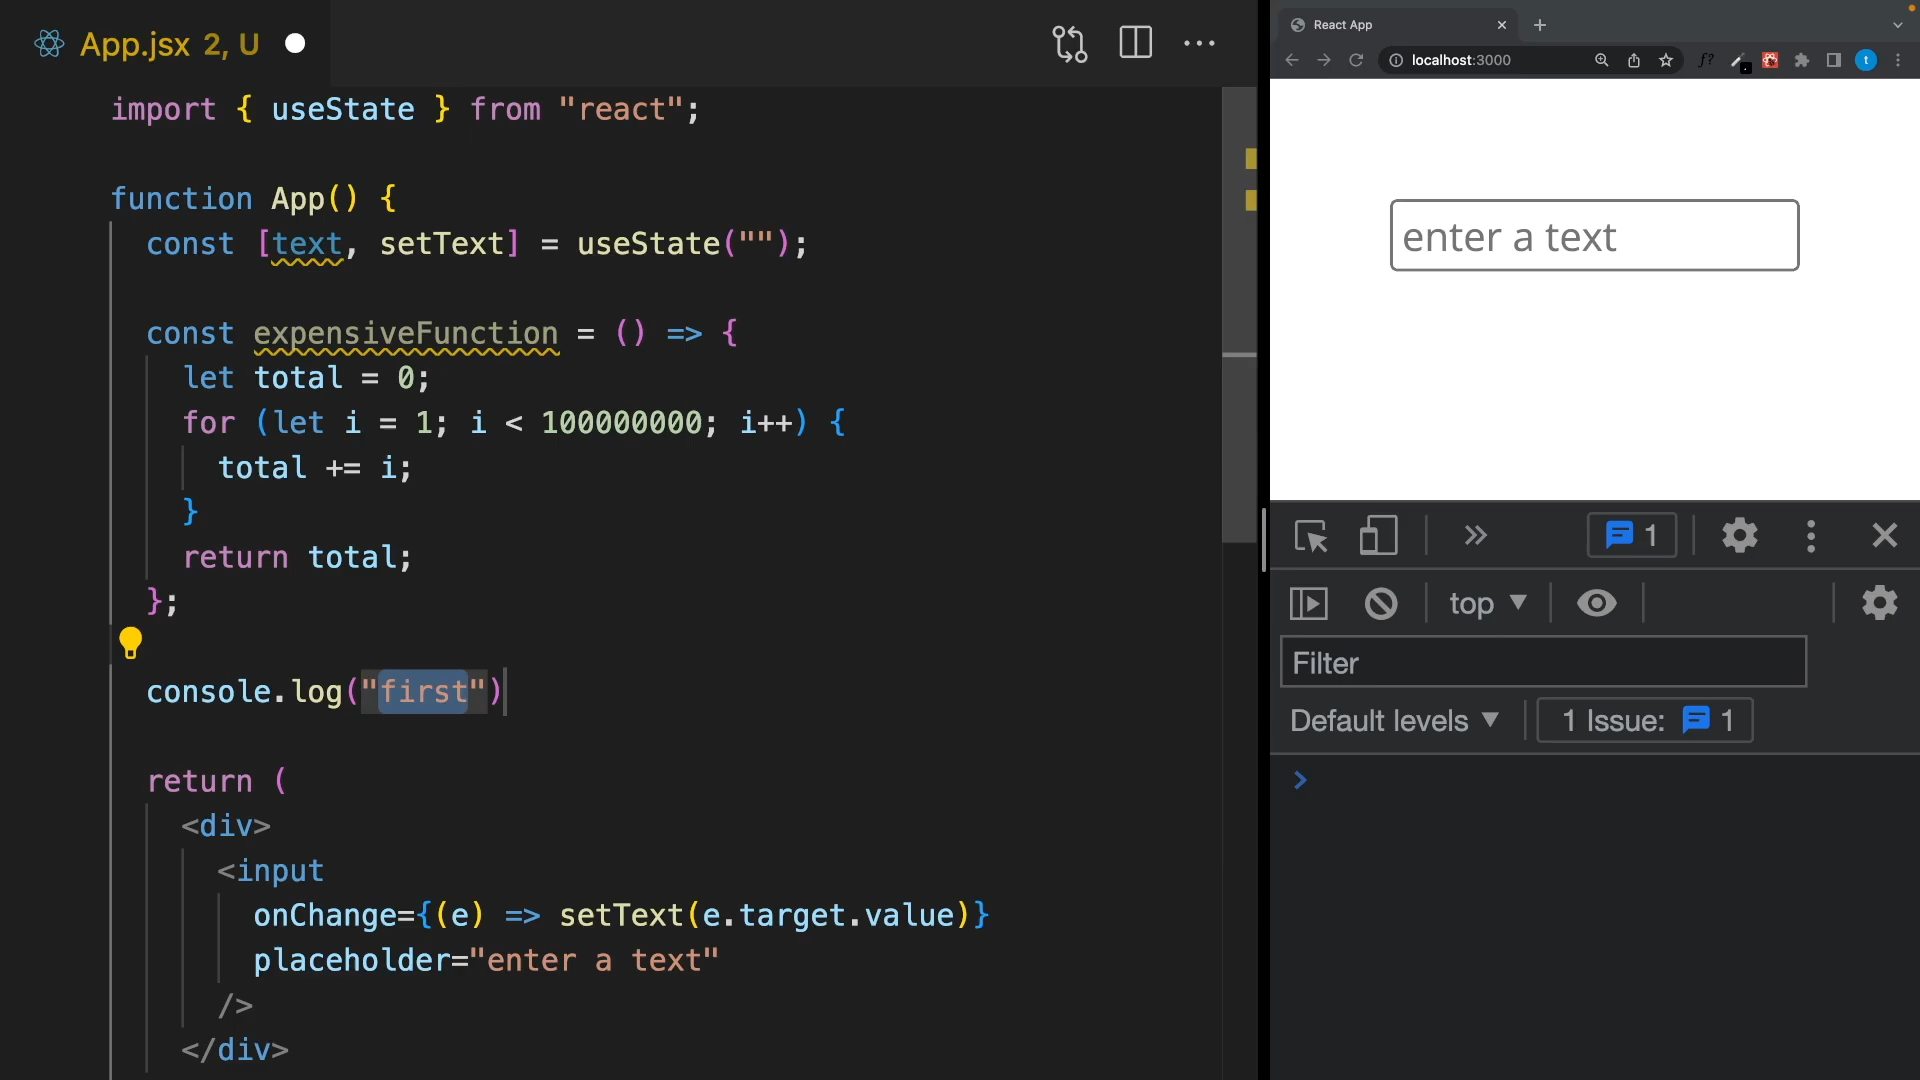 App.jsx 2, U
import { useState } from "react";
function App() {
const [text, setText] = useState("");
const expensiveFunction = () => {
let total = 0;
for (let i = 1; i < 100000000; i++) {
total += i;
}
return total;
};
console.log("first")
return (
<div>
<input
onChange={(e) => setText(e.target.value)}
placeholder="enter a text"
/>
</div>
React App
localhost:3000
f?
t
enter a text
1
top
Filter
Default levels
1 Issue: 1